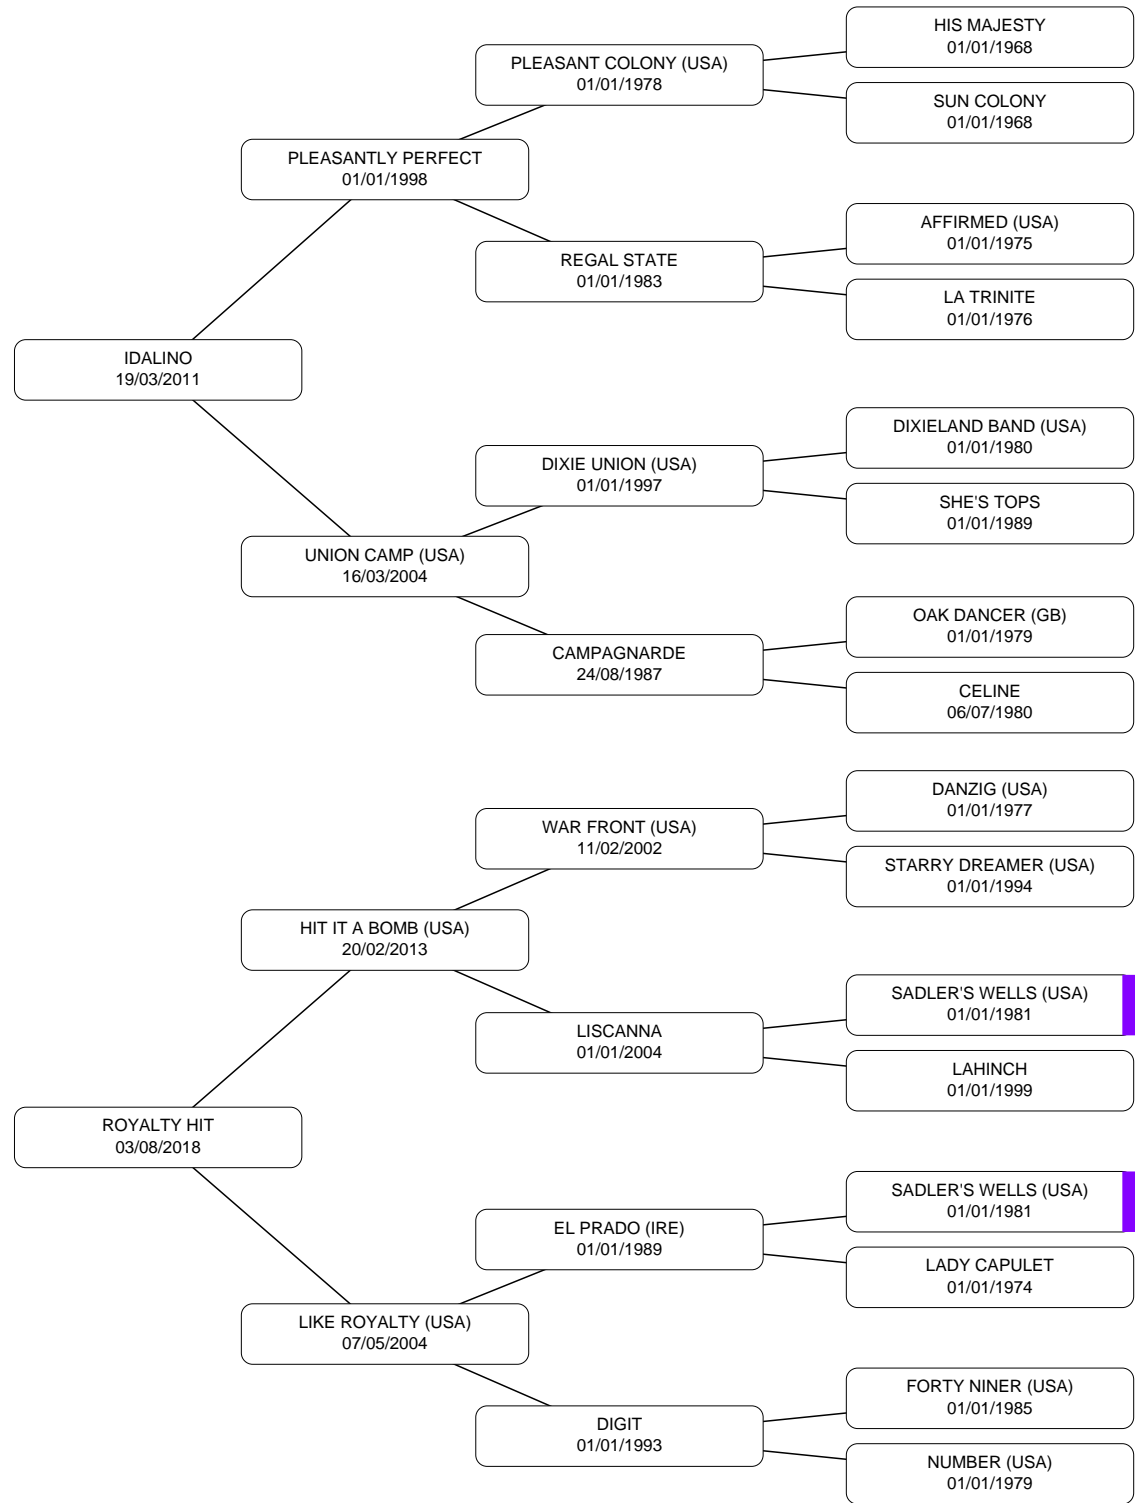 HIS MAJESTY
01/01/1968
PLEASANT COLONY (USA)
01/01/1978
SUN COLONY
01/01/1968
PLEASANTLY PERFECT
01/01/1998
AFFIRMED (USA)
01/01/1975
REGAL STATE
01/01/1983
LA TRINITE
01/01/1976
IDALINO
19/03/2011
DIXIELAND BAND (USA)
01/01/1980
DIXIE UNION (USA)
01/01/1997
SHE'S TOPS
01/01/1989
UNION CAMP (USA)
16/03/2004
OAK DANCER (GB)
01/01/1979
CAMPAGNARDE
24/08/1987
CELINE
06/07/1980
DANZIG (USA)
01/01/1977
WAR FRONT (USA)
11/02/2002
STARRY DREAMER (USA)
01/01/1994
HIT IT A BOMB (USA)
20/02/2013
SADLER'S WELLS (USA)
01/01/1981
LISCANNA
01/01/2004
LAHINCH
01/01/1999
ROYALTY HIT
03/08/2018
SADLER'S WELLS (USA)
01/01/1981
EL PRADO (IRE)
01/01/1989
LADY CAPULET
01/01/1974
LIKE ROYALTY (USA)
07/05/2004
FORTY NINER (USA)
01/01/1985
DIGIT
01/01/1993
NUMBER (USA)
01/01/1979